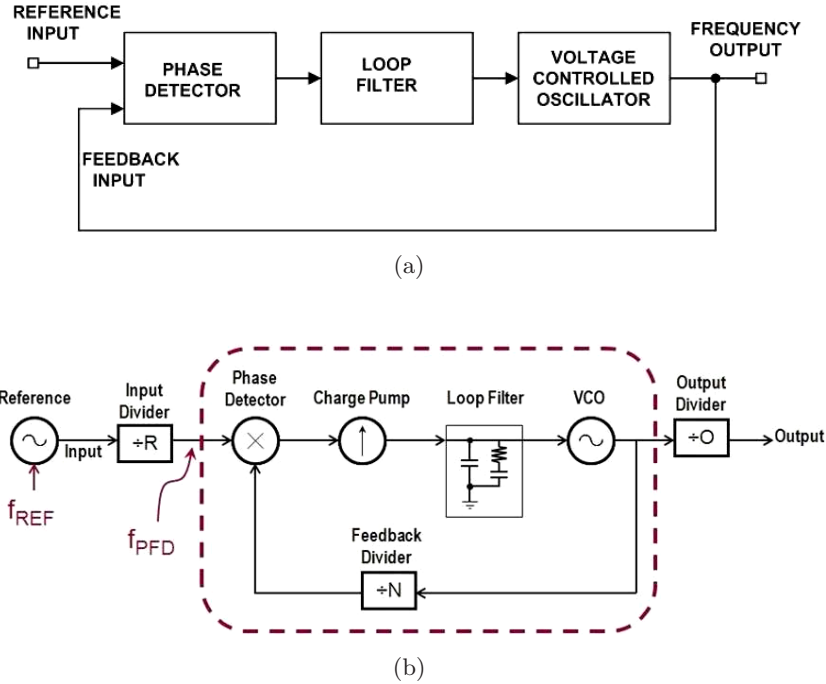 REFERENCE
INPUT
PHASE
DETECTOR
LOOP
FILTER
VOLTAGE
CONTROLLED
OSCILLATOR
FREQUENCY
OUTPUT
FEEDBACK
INPUT
(a)
Reference
Input
fREF
Input
Divider
÷R
fPFD
Phase
Detector
Charge Pump
Loop Filter
VCO
Output
Divider
÷O
Output
Feedback
Divider
÷N
(b)